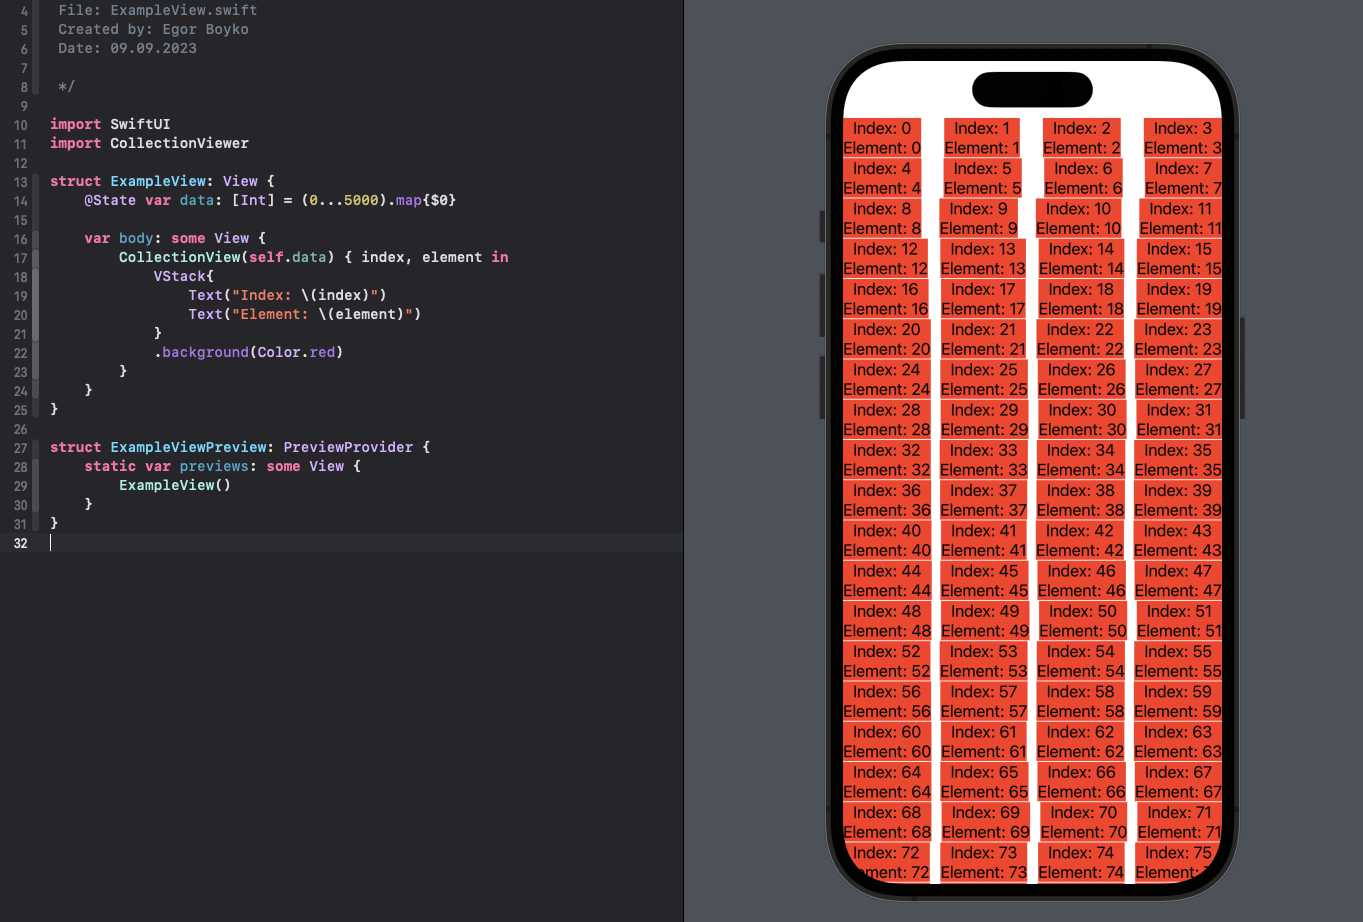 4 File: ExampleView.swift
5 Created by: Egor Boyko
6 Date: 09.09.2023
7
8 */
9
10 import SwiftUI
11 import CollectionViewer
12
13 struct ExampleView: View {
14 @State var data: [Int] = (0...5000).map{$0}
15
16 var body: some View {
17 CollectionView(self.data) { index, element in
18 VStack{
19 Text("Index: \(index)")
20 Text("Element: \(element)")
21 }
22 .background(Color.red)
23 }
24 }
25 }
26
27 struct ExampleViewPreview: PreviewProvider {
28 static var previews: some View {
29 ExampleView()
30 }
31 }
32
Index: 0 Index: 1 Index: 2 Index: 3
Element: 0 Element: 1 Element: 2 Element: 3
Index: 4 Index: 5 Index: 6 Index: 7
Element: 4 Element: 5 Element: 6 Element: 7
Index: 8 Index: 9 Index: 10 Index: 11
Element: 8 Element: 9 Element: 10 Element: 11
Index: 12 Index: 13 Index: 14 Index: 15
Element: 12 Element: 13 Element: 14 Element: 15
Index: 16 Index: 17 Index: 18 Index: 19
Element: 16 Element: 17 Element: 18 Element: 19
Index: 20 Index: 21 Index: 22 Index: 23
Element: 20 Element: 21 Element: 22 Element: 23
Index: 24 Index: 25 Index: 26 Index: 27
Element: 24 Element: 25 Element: 26 Element: 27
Index: 28 Index: 29 Index: 30 Index: 31
Element: 28 Element: 29 Element: 30 Element: 31
Index: 32 Index: 33 Index: 34 Index: 35
Element: 32 Element: 33 Element: 34 Element: 35
Index: 36 Index: 37 Index: 38 Index: 39
Element: 36 Element: 37 Element: 38 Element: 39
Index: 40 Index: 41 Index: 42 Index: 43
Element: 40 Element: 41 Element: 42 Element: 43
Index: 44 Index: 45 Index: 46 Index: 47
Element: 44 Element: 45 Element: 46 Element: 47
Index: 48 Index: 49 Index: 50 Index: 51
Element: 48 Element: 49 Element: 50 Element: 51
Index: 52 Index: 53 Index: 54 Index: 55
Element: 52 Element: 53 Element: 54 Element: 55
Index: 56 Index: 57 Index: 58 Index: 59
Element: 56 Element: 57 Element: 58 Element: 59
Index: 60 Index: 61 Index: 62 Index: 63
Element: 60 Element: 61 Element: 62 Element: 63
Index: 64 Index: 65 Index: 66 Index: 67
Element: 64 Element: 65 Element: 66 Element: 67
Index: 68 Index: 69 Index: 70 Index: 71
Element: 68 Element: 69 Element: 70 Element: 71
Index: 72 Index: 73 Index: 74 Index: 75
ment: 72 Element: 73 Element: 74 Element: